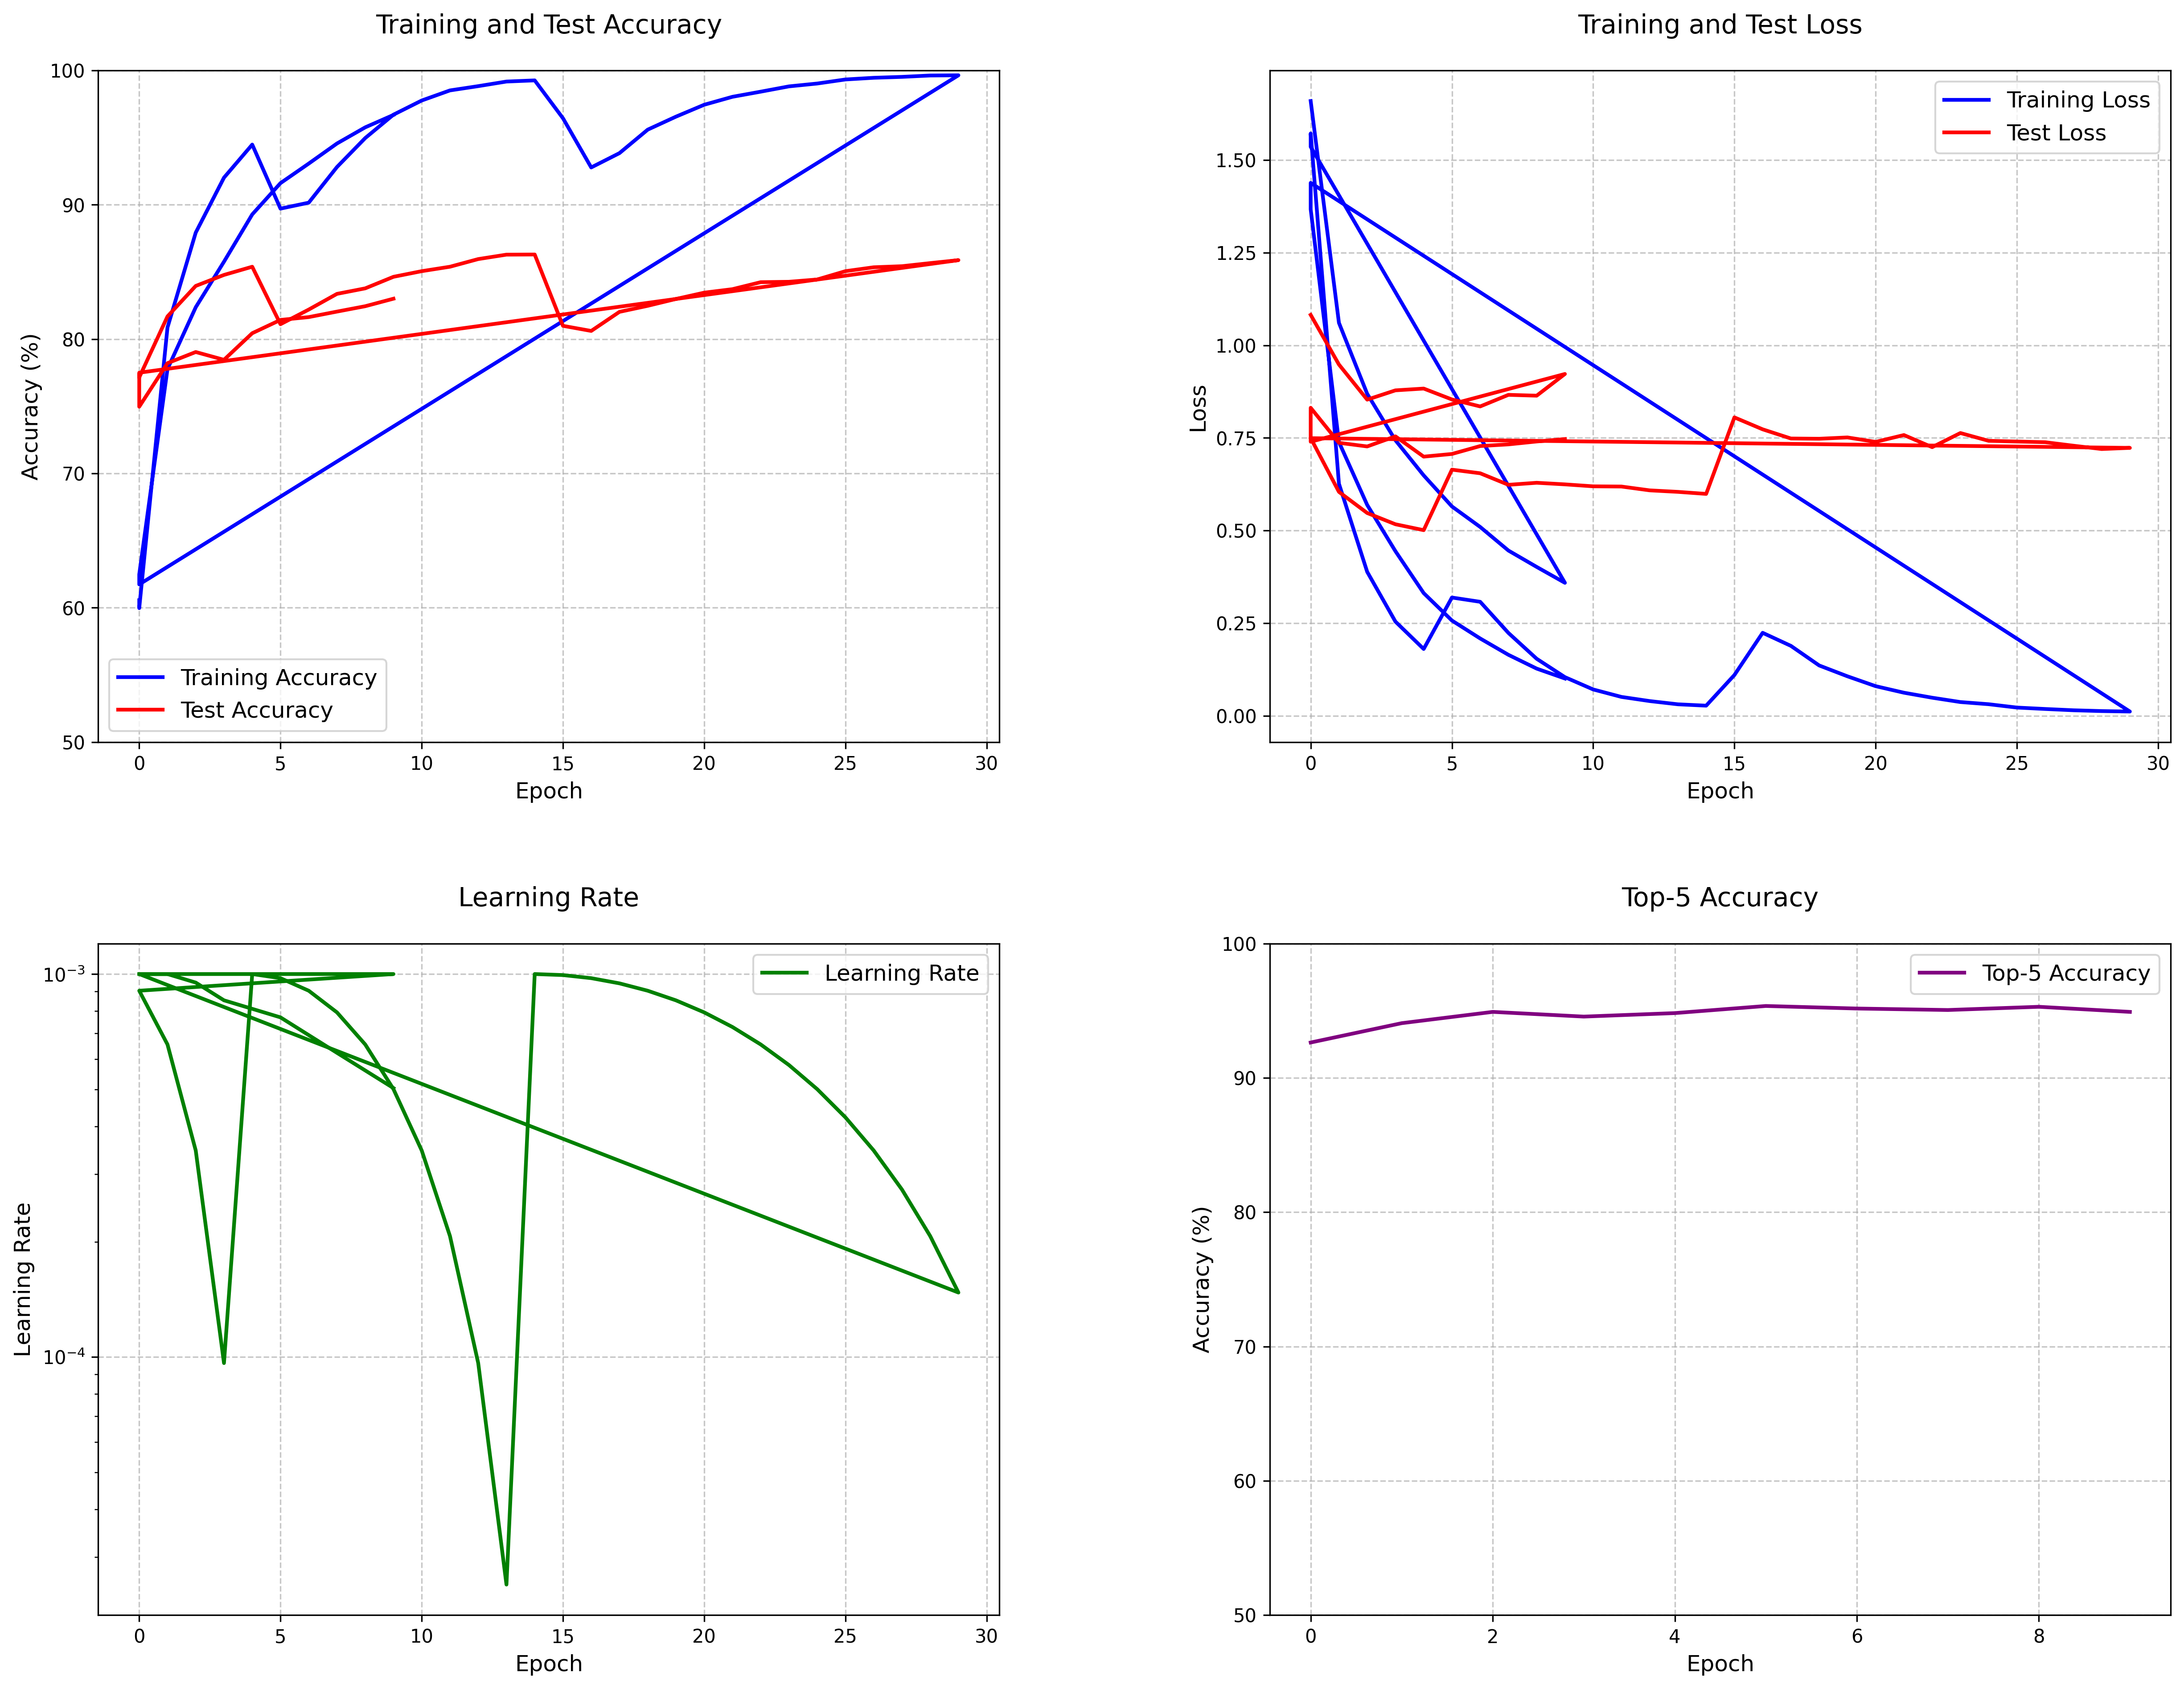 Training and Test Accuracy
100
90
80
70
60
50
Accuracy (%)
Training Accuracy
Test Accuracy
0 5 10 15 20 25 30
Epoch
Training and Test Loss
Training Loss
Test Loss
1.50
1.25
1.00
0.75
0.50
0.25
0.00
Loss
0 5 10 15 20 25 30
Epoch
Learning Rate
Learning Rate
10⁻³
10⁻⁴
Learning Rate
0 5 10 15 20 25 30
Epoch
Top-5 Accuracy
Top-5 Accuracy
100
90
80
70
60
50
Accuracy (%)
0 2 4 6 8
Epoch